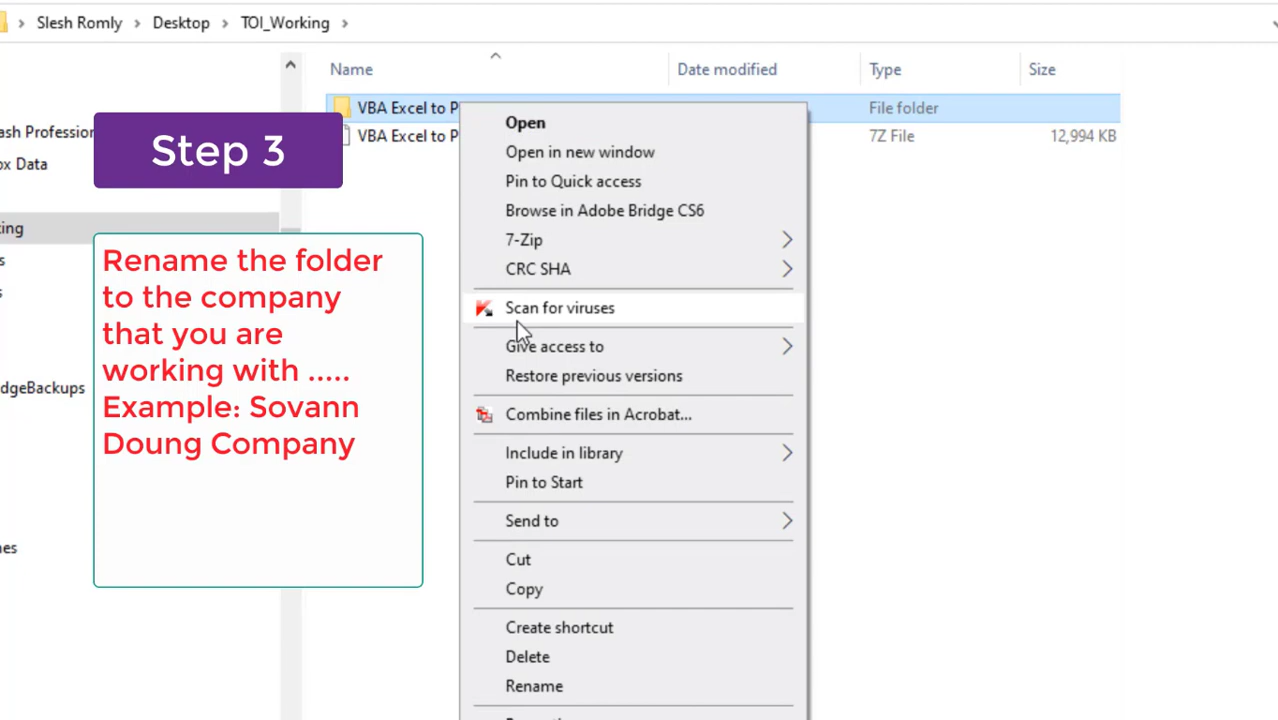 Slesh Romly > Desktop > TOI_Working >
Name Date modified Type Size
VBA Excel to P File folder
VBA Excel to P 7Z File 12,994 KB
ash Profession
ox Data
ing
s
s
dgeBackups
nes
Step 3
Rename the folder
to the company
that you are
working with .....
Example: Sovann
Doung Company
Open
Open in new window
Pin to Quick access
Browse in Adobe Bridge CS6
7-Zip
CRC SHA
Scan for viruses
Give access to
Restore previous versions
Combine files in Acrobat...
Include in library
Pin to Start
Send to
Cut
Copy
Create shortcut
Delete
Rename